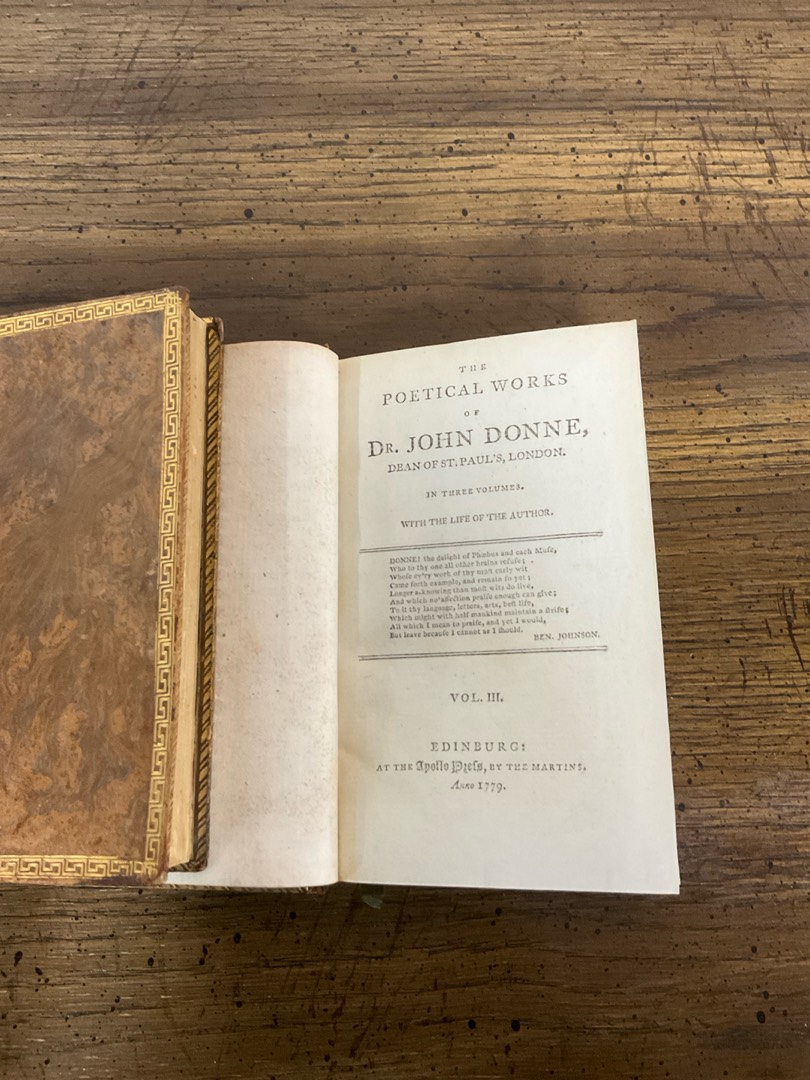 THE
POETICAL WORKS
OF
DR. JOHN DONNE,
DEAN OF ST. PAUL'S, LONDON.
IN THREE VOLUMES.
WITH THE LIFE OF THE AUTHOR.
DONNE! the delight of Phœbus and each Muſe,
Who to thy one all other brains refuſe;
Whoſe ev'ry work of thy moſt early wit
Came forth example, and remain ſo yet;
Longer a-knowing than moſt wits do live,
And which no' affection praiſe enough can give;
To it thy language, letters, arts, beſt life,
Which might with half mankind maintain a ſtrife;
All which I mean to praiſe, and yet I would,
But leave becauſe I cannot as I ſhould.
BEN. JOHNSON.
VOL. III.
EDINBURG:
AT THE Apollo Preſs, BY THE MARTINS.
Anno 1779.